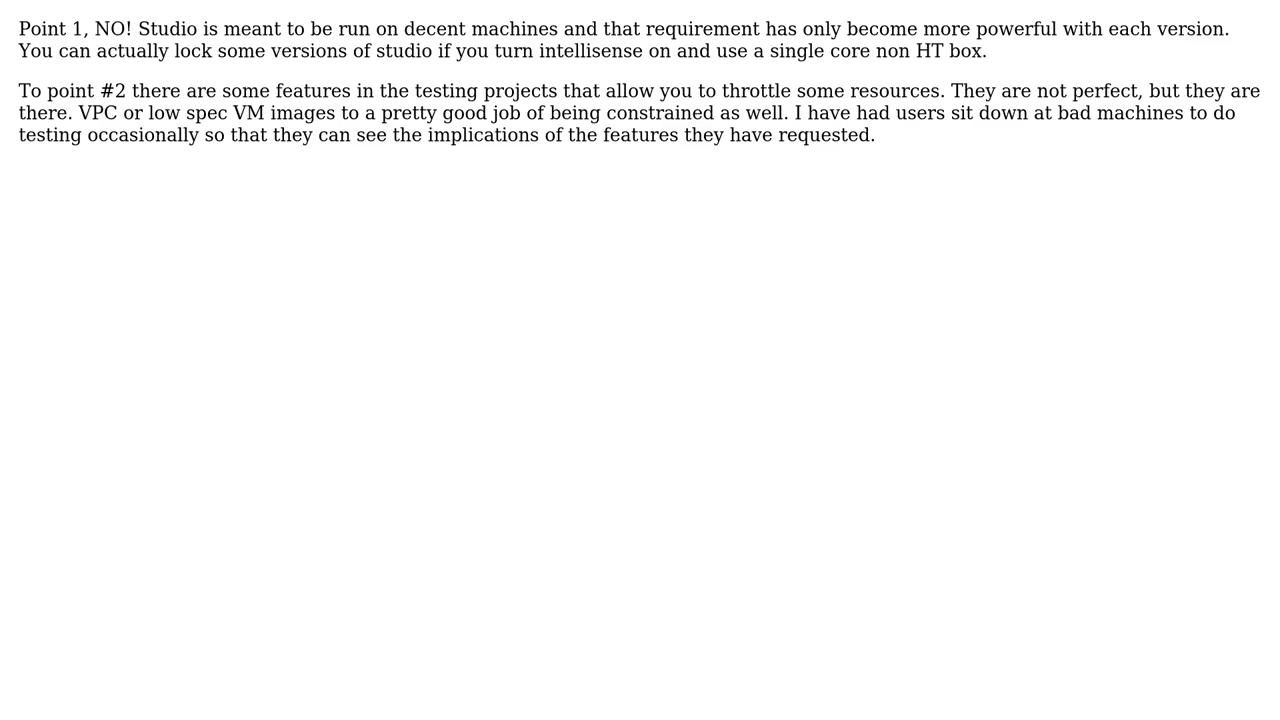 Point 1, NO! Studio is meant to be run on decent machines and that requirement has only become more powerful with each version.
You can actually lock some versions of studio if you turn intellisense on and use a single core non HT box.
To point #2 there are some features in the testing projects that allow you to throttle some resources. They are not perfect, but they are
there. VPC or low spec VM images to a pretty good job of being constrained as well. I have had users sit down at bad machines to do
testing occasionally so that they can see the implications of the features they have requested.